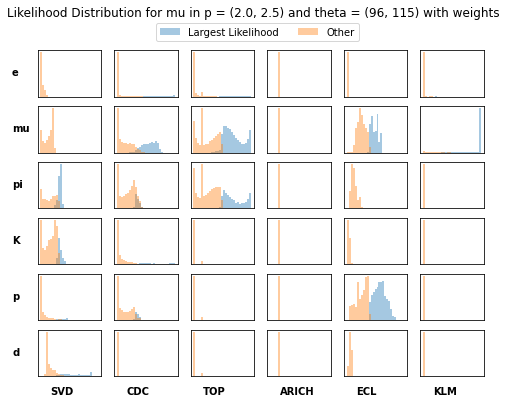 Likelihood Distribution for mu in p = (2.0, 2.5) and theta = (96, 115) with weights
Largest Likelihood Other
e
mu
pi
K
p
d
SVD CDC TOP ARICH ECL KLM